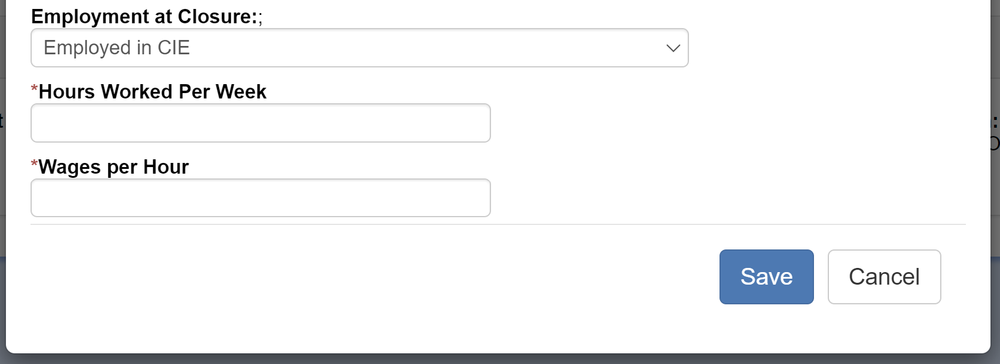 Employment at Closure:;
Employed in CIE
*Hours Worked Per Week
*Wages per Hour
Save
Cancel